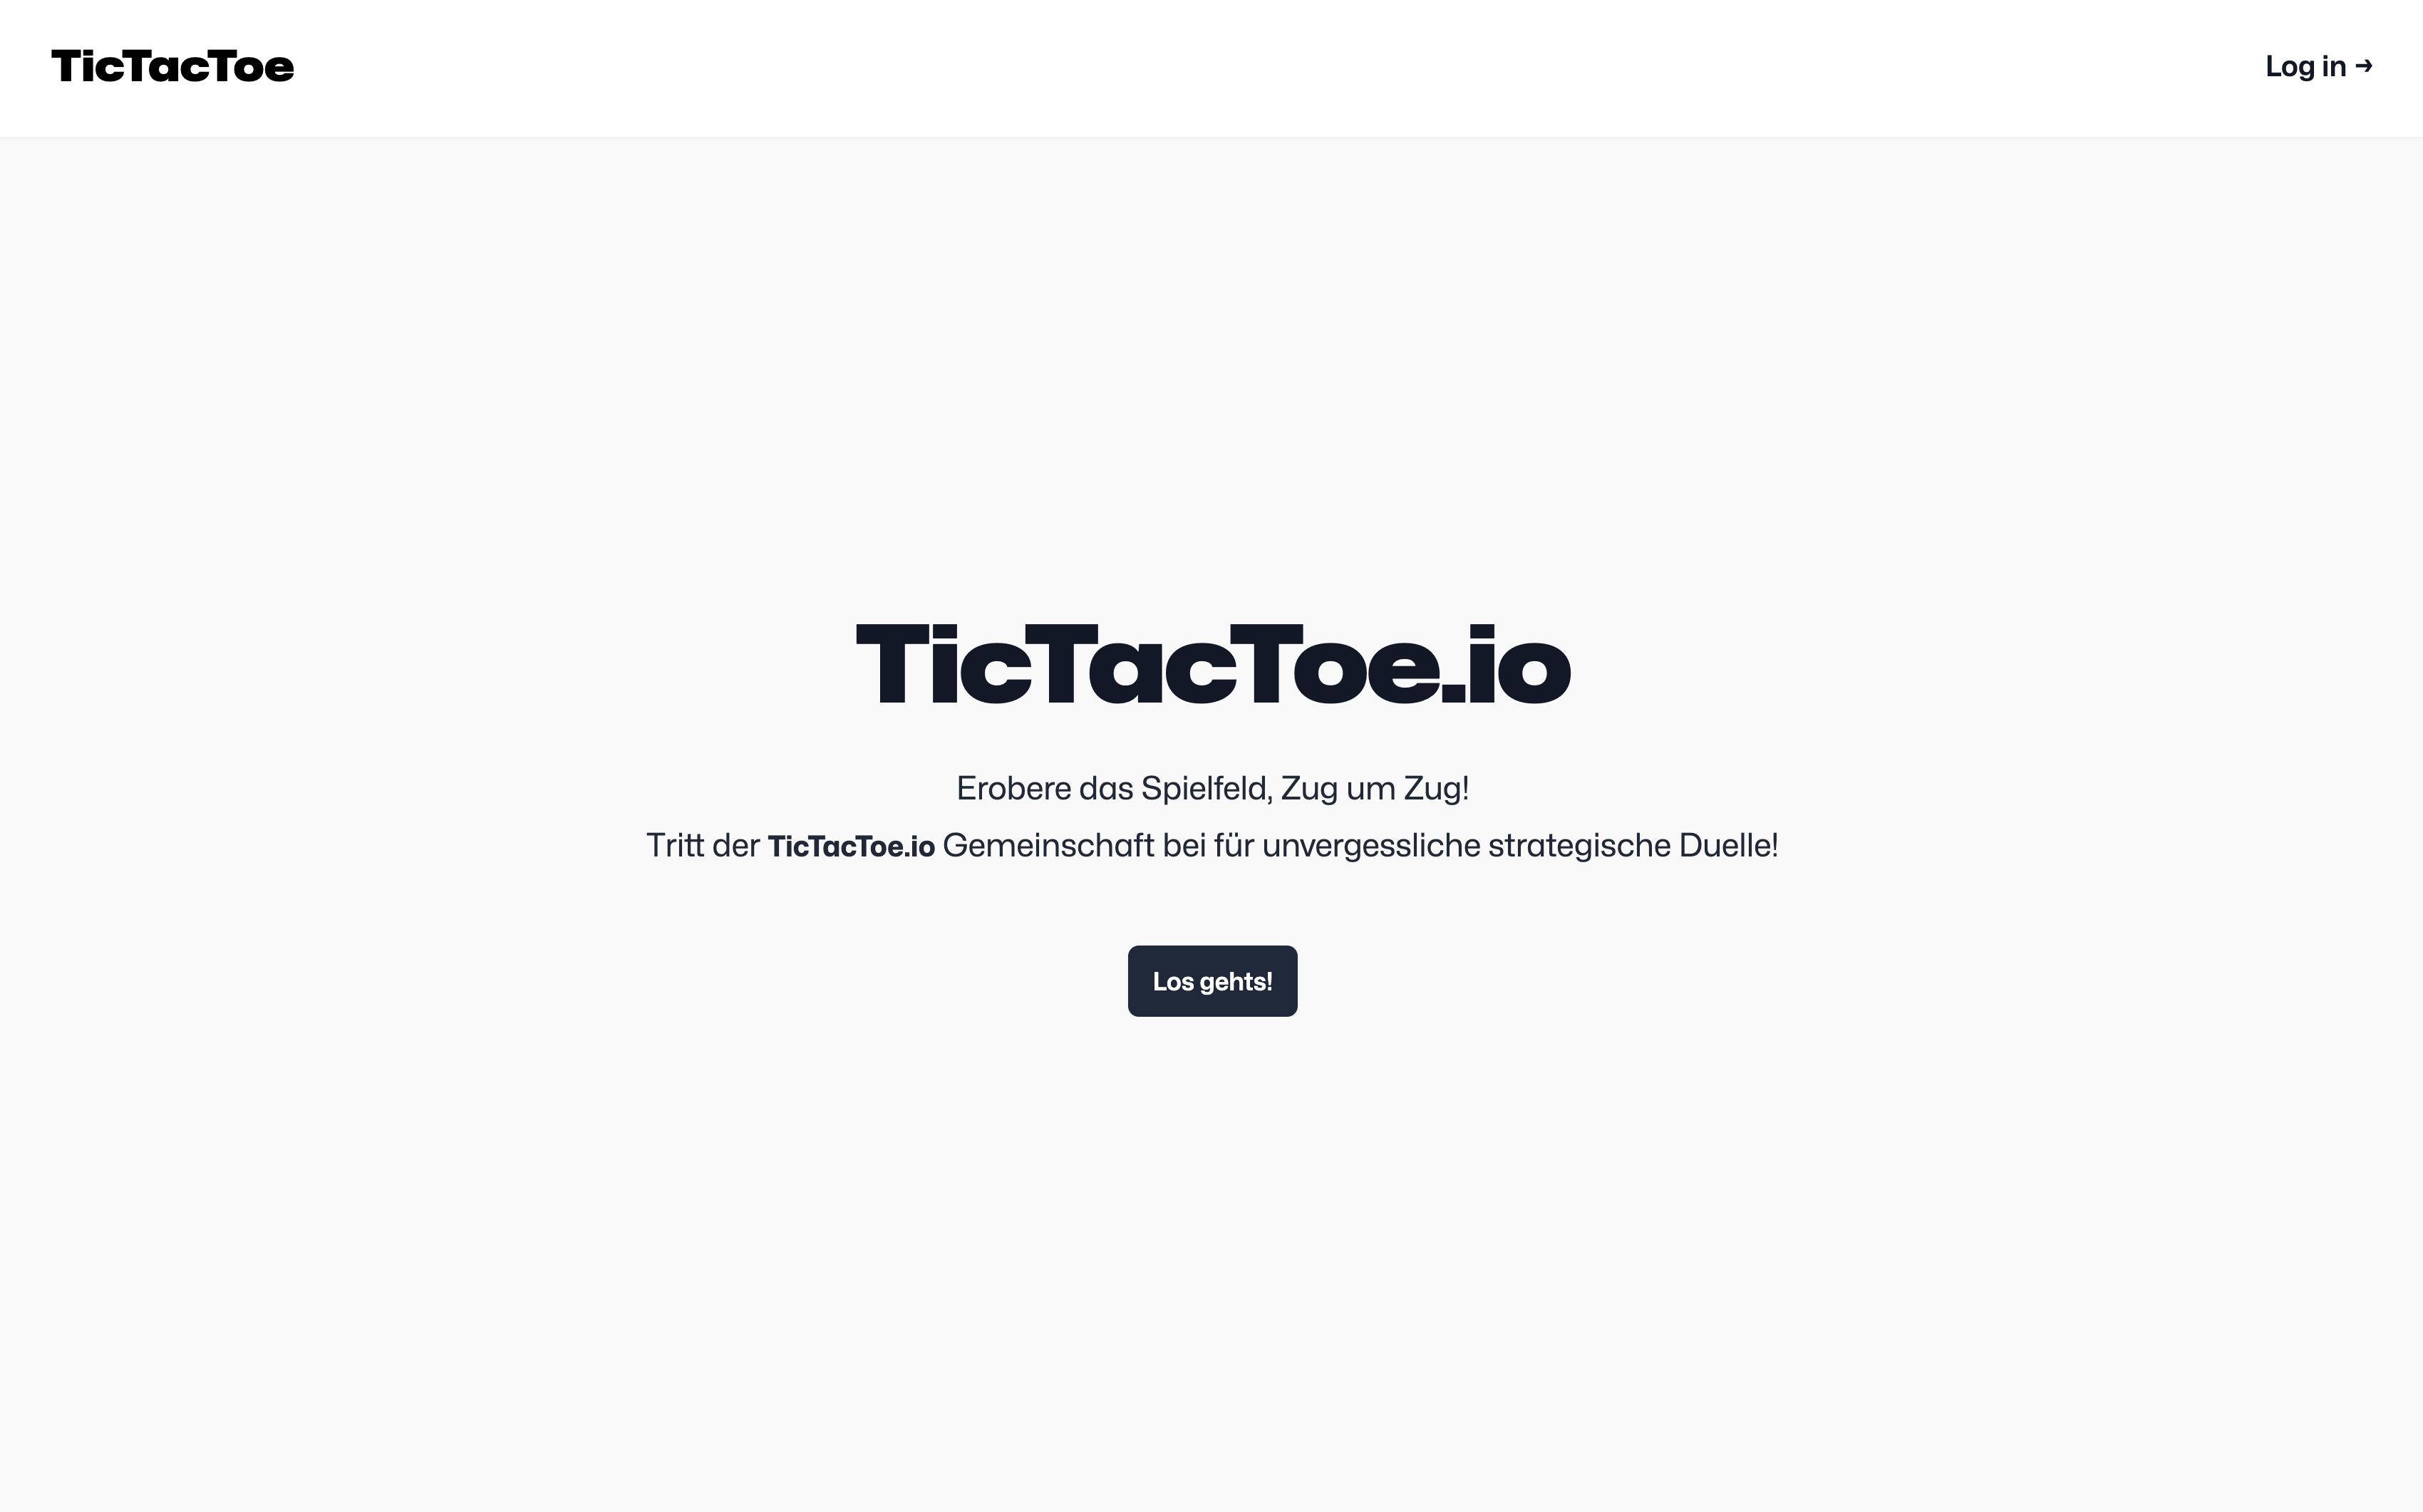 TicTacToe
Log in →
TicTacToe.io
Erobere das Spielfeld, Zug um Zug!
Tritt der TicTacToe.io Gemeinschaft bei für unvergessliche strategische Duelle!
Los gehts!